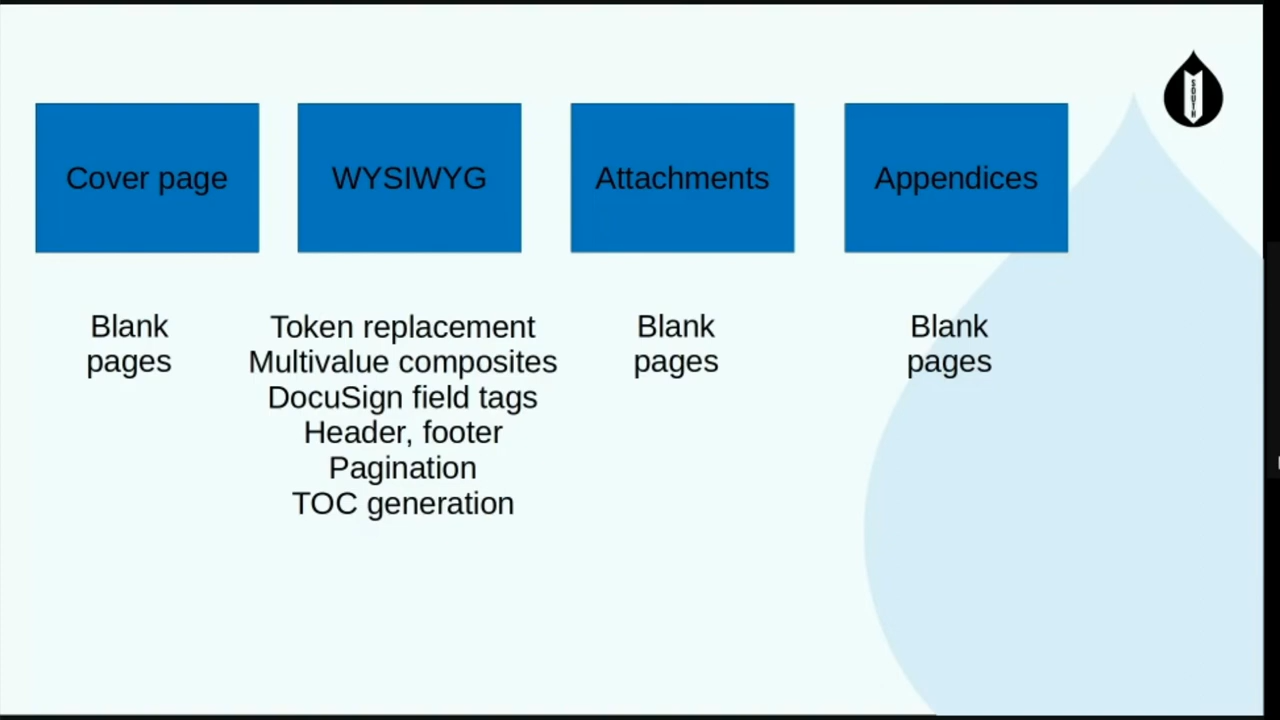 SOUTH
Cover page
WYSIWYG
Attachments
Appendices
Blank
pages
Token replacement
Multivalue composites
DocuSign field tags
Header, footer
Pagination
TOC generation
Blank
pages
Blank
pages